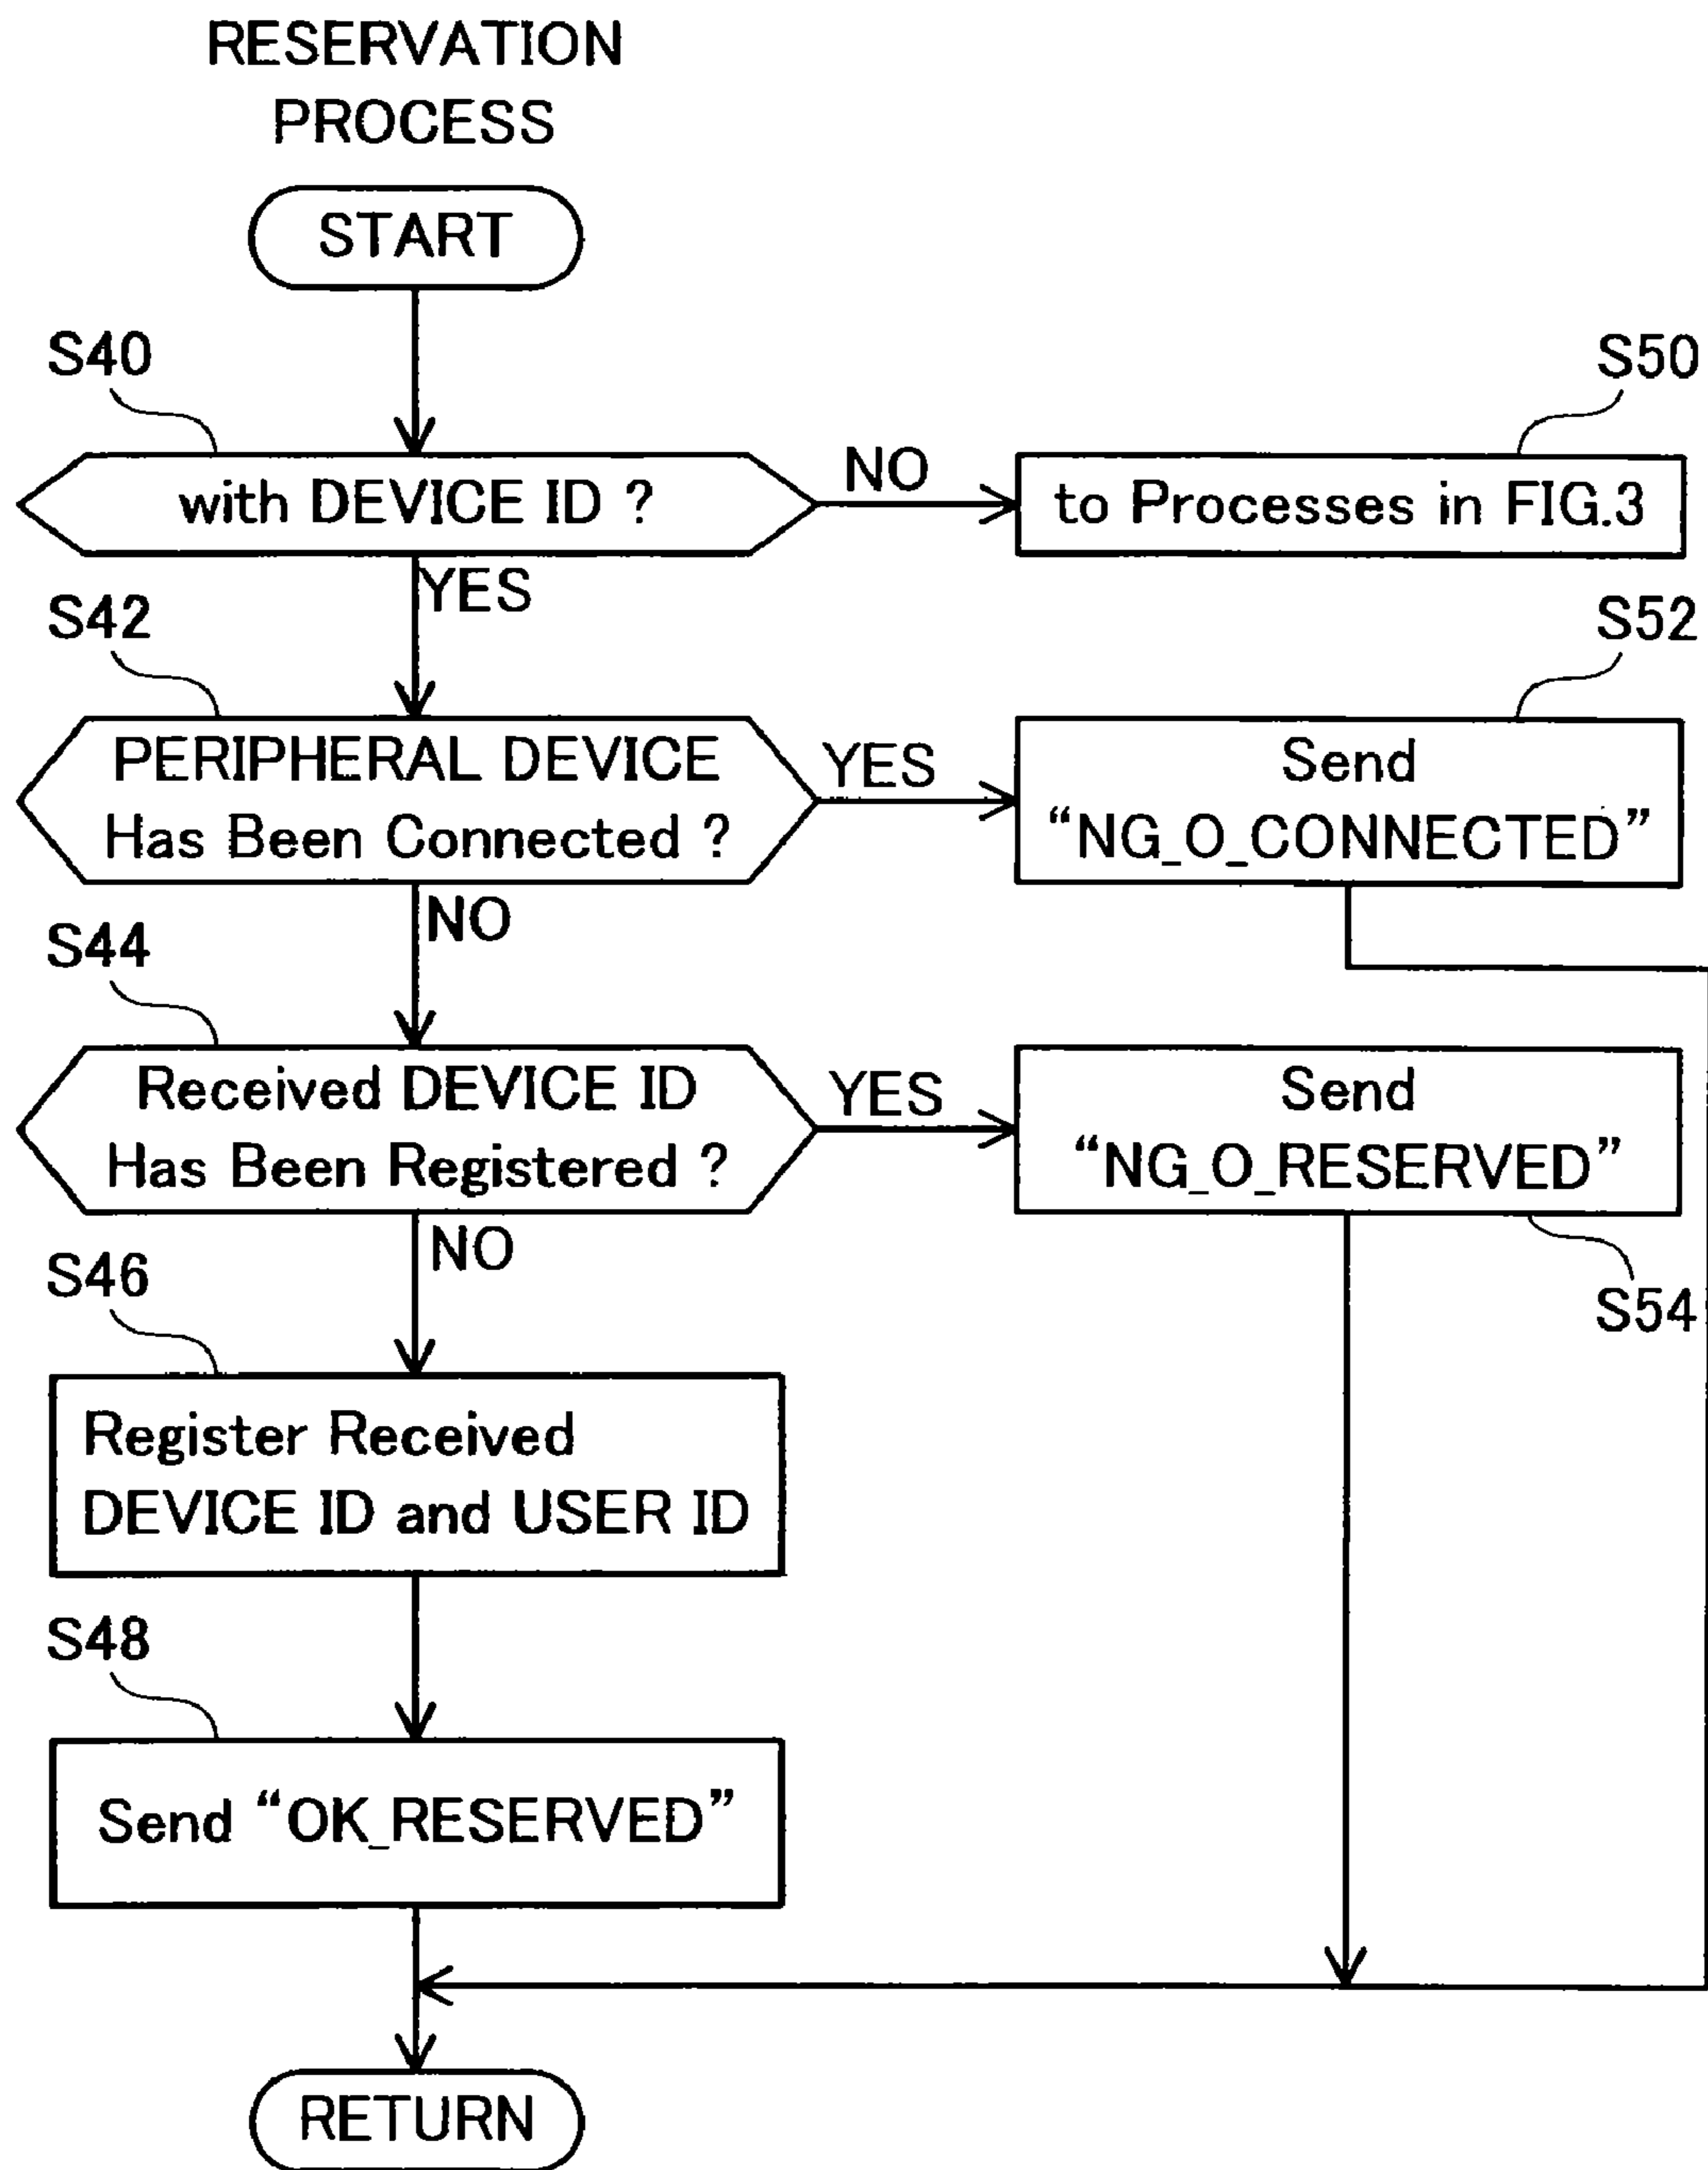 RESERVATION
PROCESS
START
S40
S50
with DEVICE ID ?
NO
to Processes in FIG.3
YES
S42
S52
PERIPHERAL DEVICE
Has Been Connected ?
YES
Send
“NG_O_CONNECTED”
NO
S44
Received DEVICE ID
Has Been Registered ?
YES
Send
“NG_O_RESERVED”
NO
S46
S54
Register Received
DEVICE ID and USER ID
S48
Send “OK_RESERVED”
RETURN